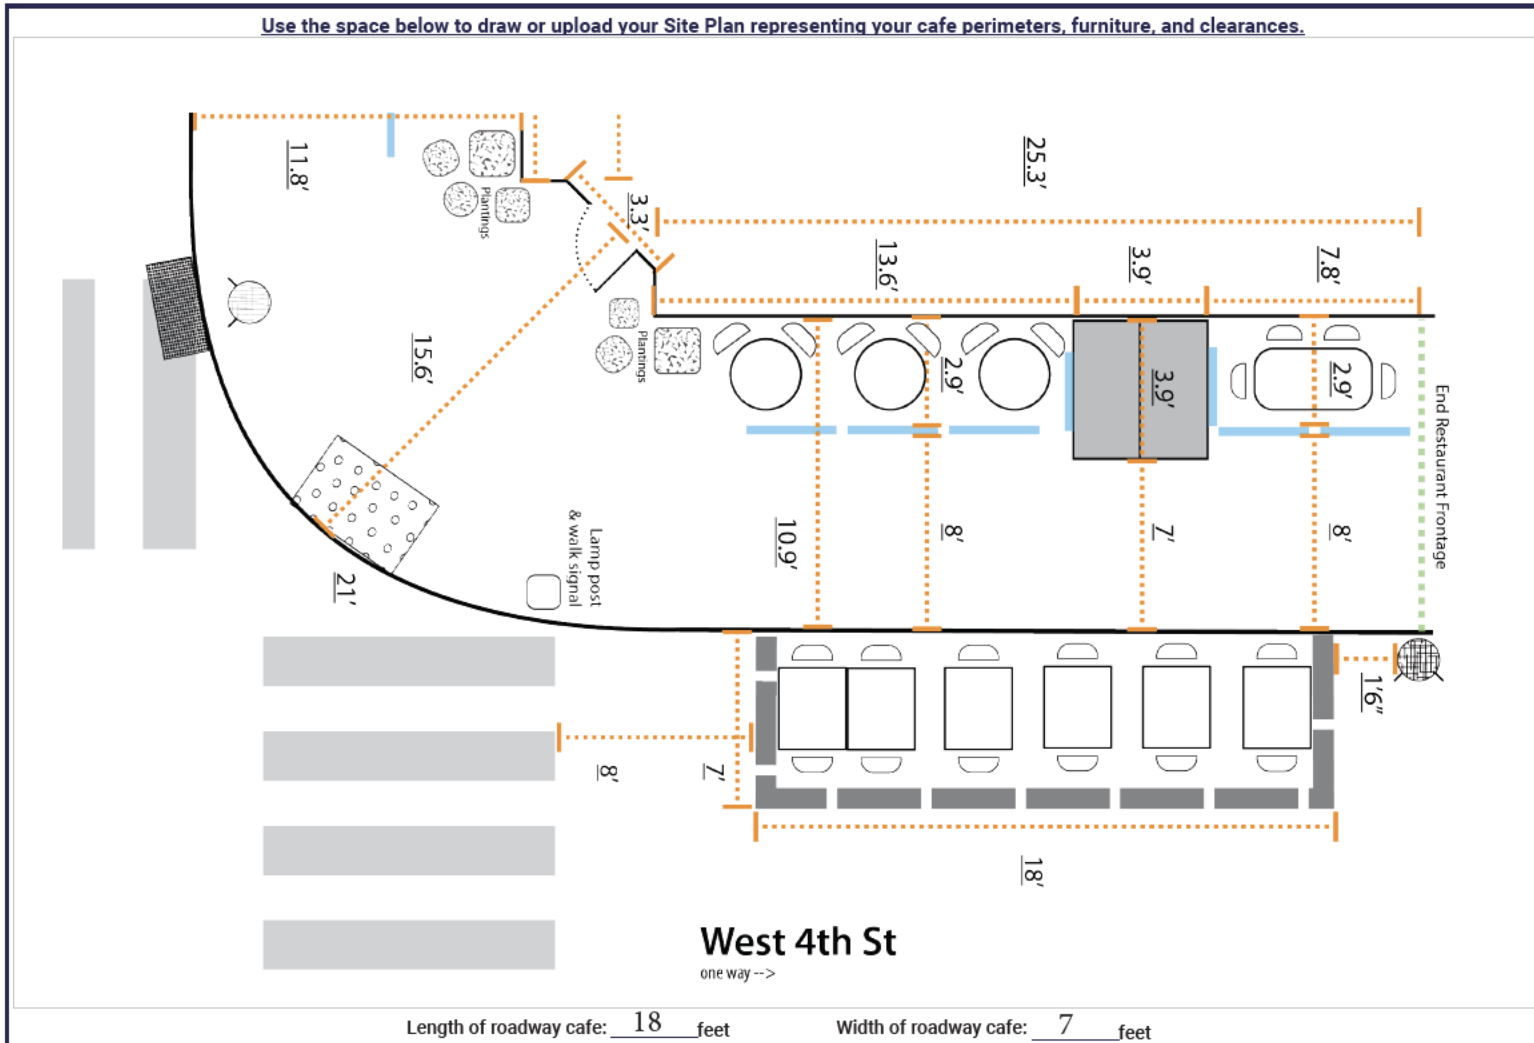 Use the space below to draw or upload your Site Plan representing your cafe perimeters, furniture, and clearances.
11.8'
Plantings
3.3'
25.3'
13.6'
3.9'
7.8'
15.6'
Plantings
2.9'
3.9'
2.9'
End Restaurant Frontage
21'
Lamp post
& walk signal
10.9'
8'
7'
8'
1'6"
8'
7'
18'
West 4th St
one way -->
Length of roadway cafe: 18 feet
Width of roadway cafe: 7 feet